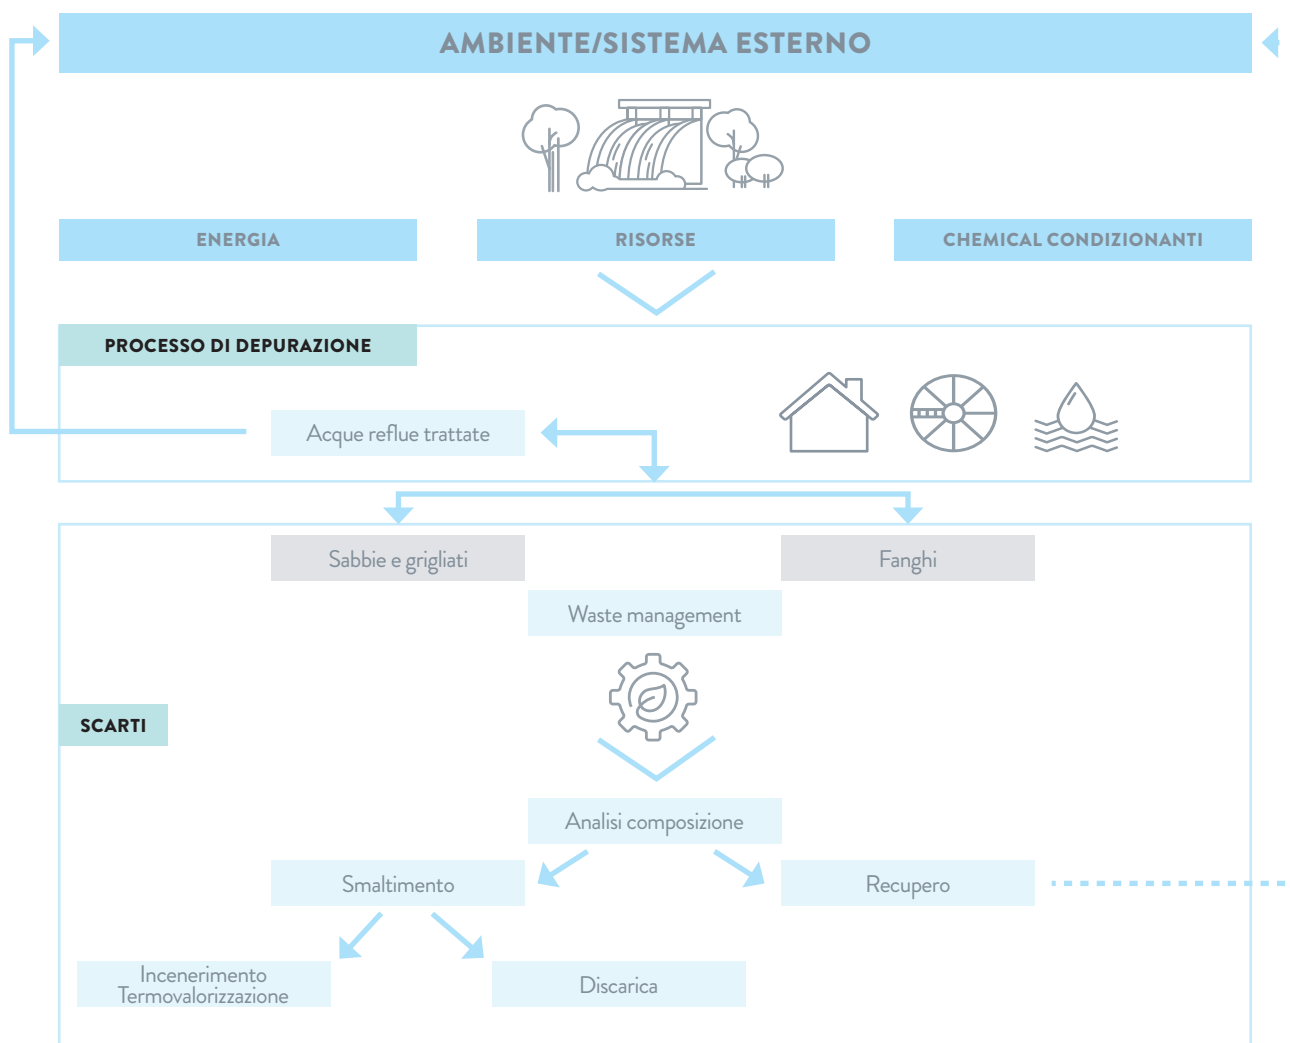 AMBIENTE/SISTEMA ESTERNO
ENERGIA
RISORSE
CHEMICAL CONDIZIONANTI
PROCESSO DI DEPURAZIONE
Acque reflue trattate
Sabbie e grigliati
Fanghi
Waste management
SCARTI
Analisi composizione
Smaltimento
Recupero
Incenerimento
Termovalorizzazione
Discarica